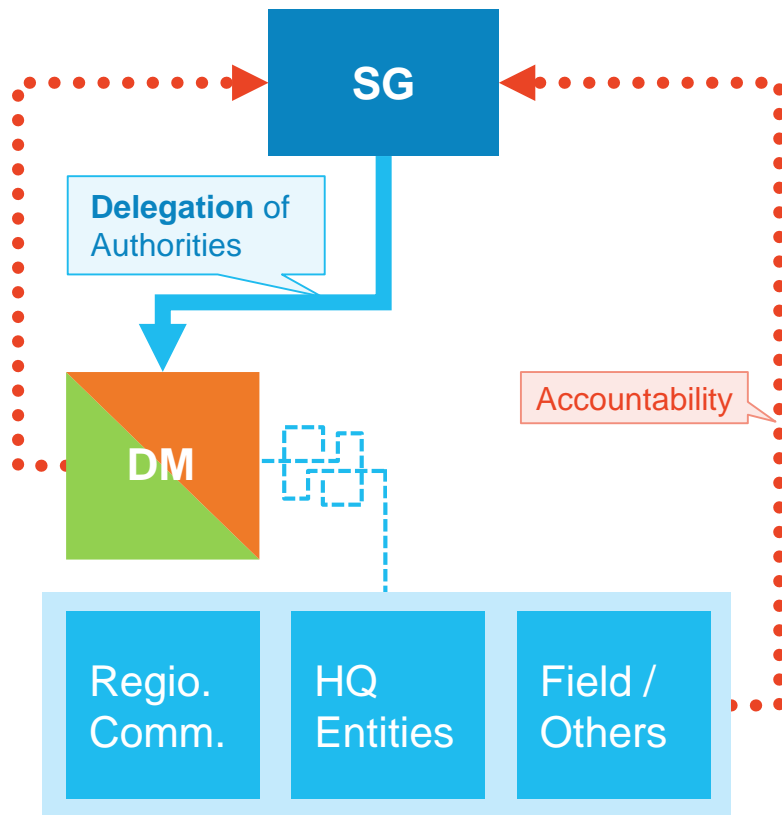 SG
Delegation of
Authorities
Accountability
DM
Regio.
Comm.
HQ
Entities
Field /
Others